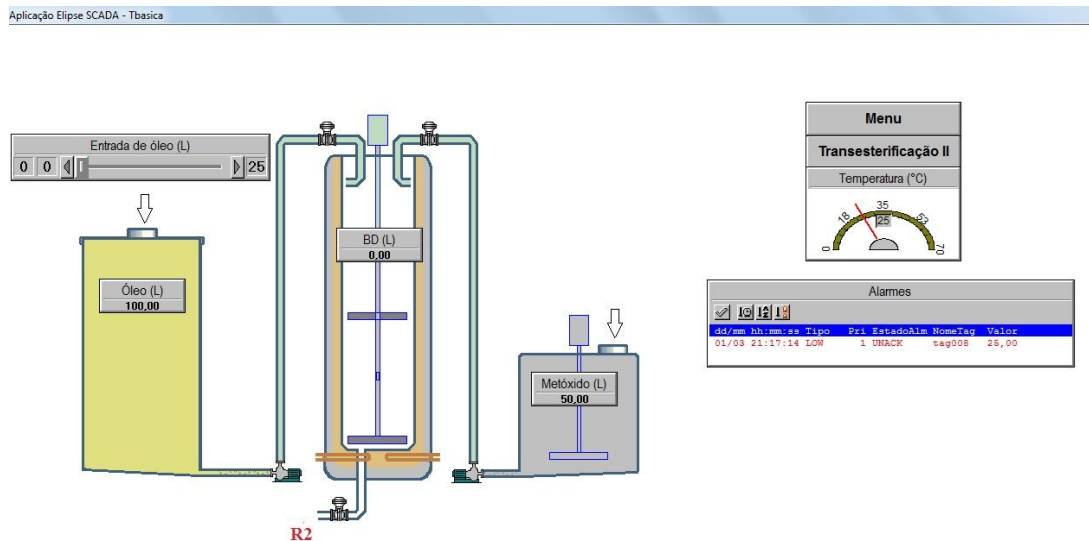 Aplicação Elipse SCADA - Tbasica
Entrada de óleo (L)
0 0 25
Menu
Transesterificação II
Temperatura (°C)
0 18 35 53 70
25
BD (L)
0,00
Óleo (L)
100,00
Alarmes
dd/mm hh:mm:ss Tipo Pri EstadoAlm NomeTag Valor
01/03 21:17:14 LOW 1 UNACK tag008 25,00
Metóxido (L)
50,00
R2